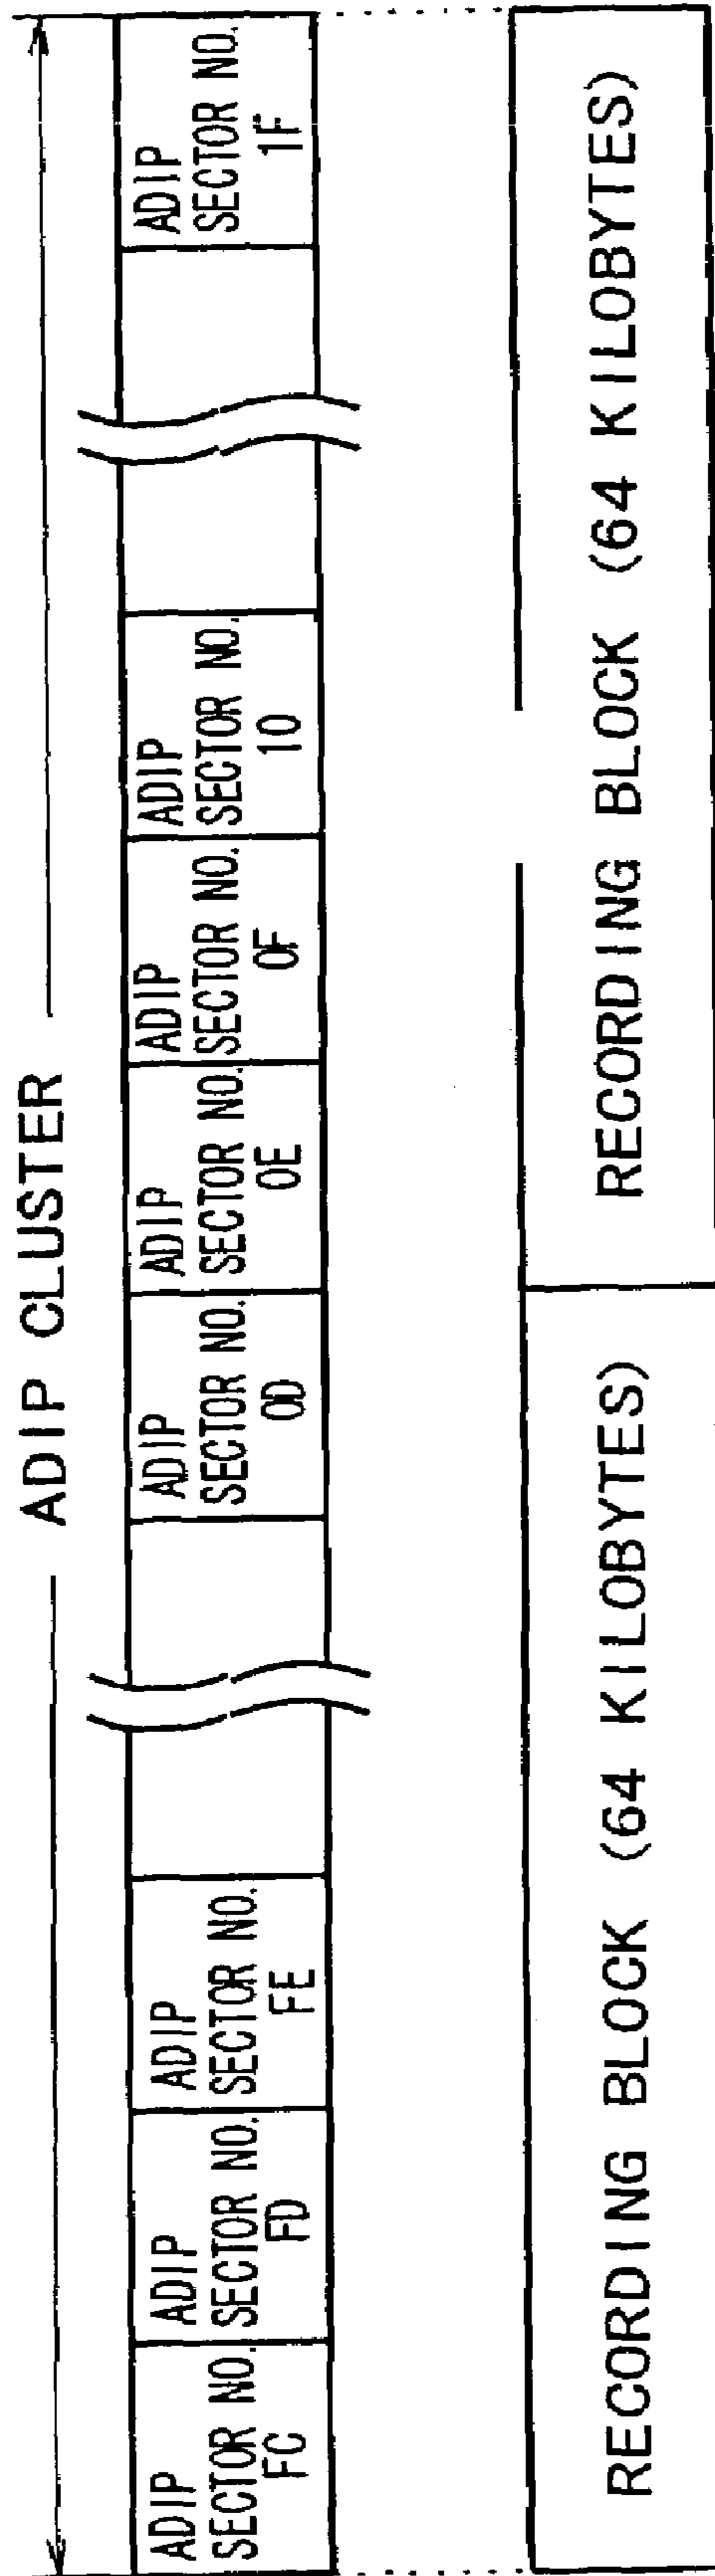 ADIP CLUSTER
ADIP
SECTOR NO.
FC
ADIP
SECTOR NO.
FD
ADIP
SECTOR NO.
FE
ADIP
SECTOR NO.
0D
ADIP
SECTOR NO.
0E
ADIP
SECTOR NO.
0F
ADIP
SECTOR NO.
10
ADIP
SECTOR NO.
1F
RECORDING BLOCK (64 KILOBYTES)
RECORDING BLOCK (64 KILOBYTES)